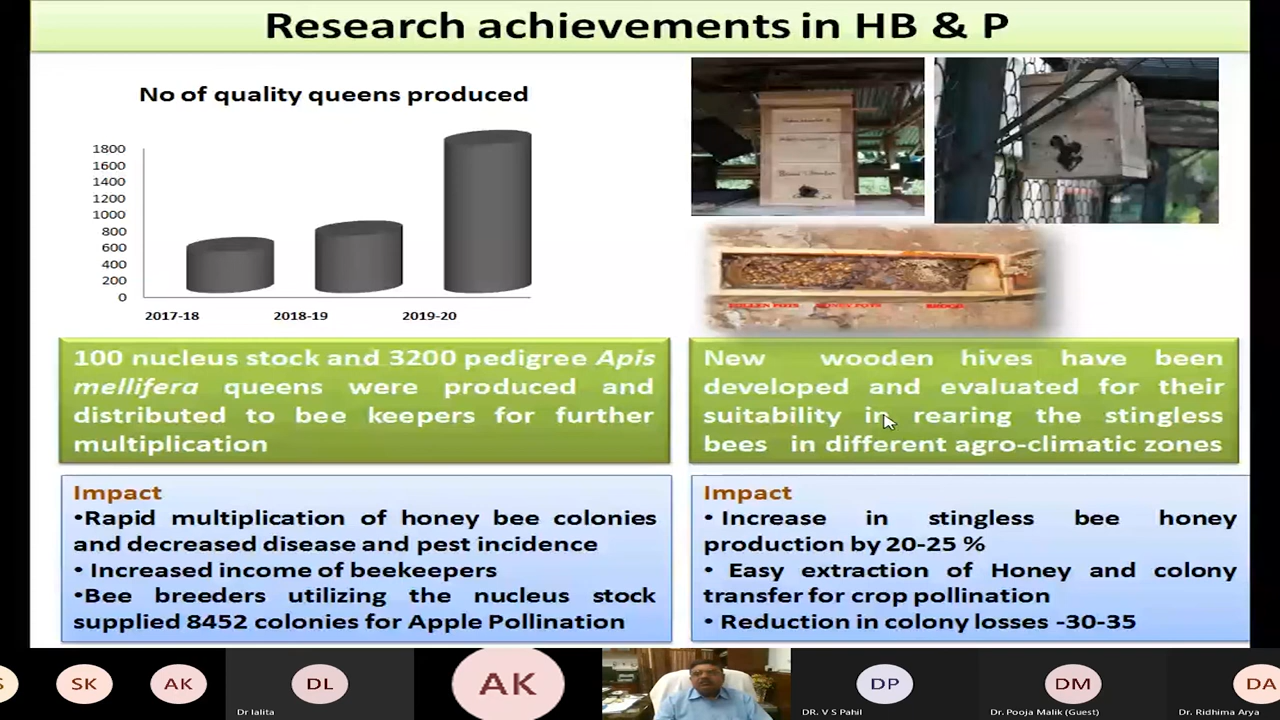 Research achievements in HB & P
No of quality queens produced
1800
1600
1400
1200
1000
800
600
400
200
0
2017-18
2018-19
2019-20
POLLEN POTS
HONEY POTS
BROOD
100 nucleus stock and 3200 pedigree Apis
mellifera queens were produced and
distributed to bee keepers for further
multiplication
New wooden hives have been
developed and evaluated for their
suitability in rearing the stingless
bees in different agro-climatic zones
Impact
•Rapid multiplication of honey bee colonies
and decreased disease and pest incidence
• Increased income of beekeepers
•Bee breeders utilizing the nucleus stock
supplied 8452 colonies for Apple Pollination
Impact
• Increase in stingless bee honey
production by 20-25 %
• Easy extraction of Honey and colony
transfer for crop pollination
• Reduction in colony losses -30-35
S
SK
AK
DL
Dr lalita
AK
DP
DR. V S Pahil
DM
Dr. Pooja Malik (Guest)
DA
Dr. Ridhima Arya